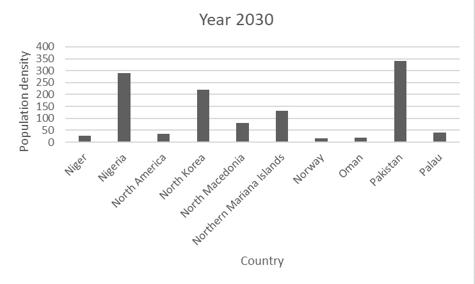 Year 2030
Population density
400
350
300
250
200
150
100
50
0
Niger
Nigeria
North America
North Korea
North Macedonia
Northern Mariana Islands
Norway
Oman
Pakistan
Palau
Country